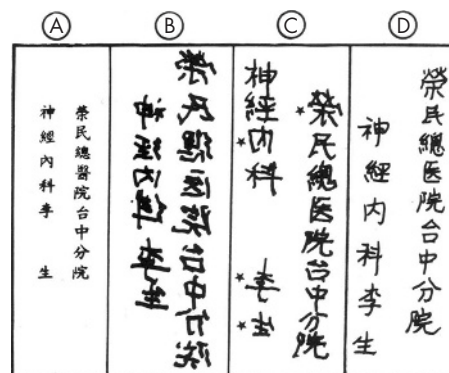 A
榮民總醫院台中分院
神經內科李 生
B
榮民總医院台中分院
神經内科 李生
C
*榮民總医院台中分院
神經*内科 *李*生
D
榮民總医院台中分院
神經内科李生